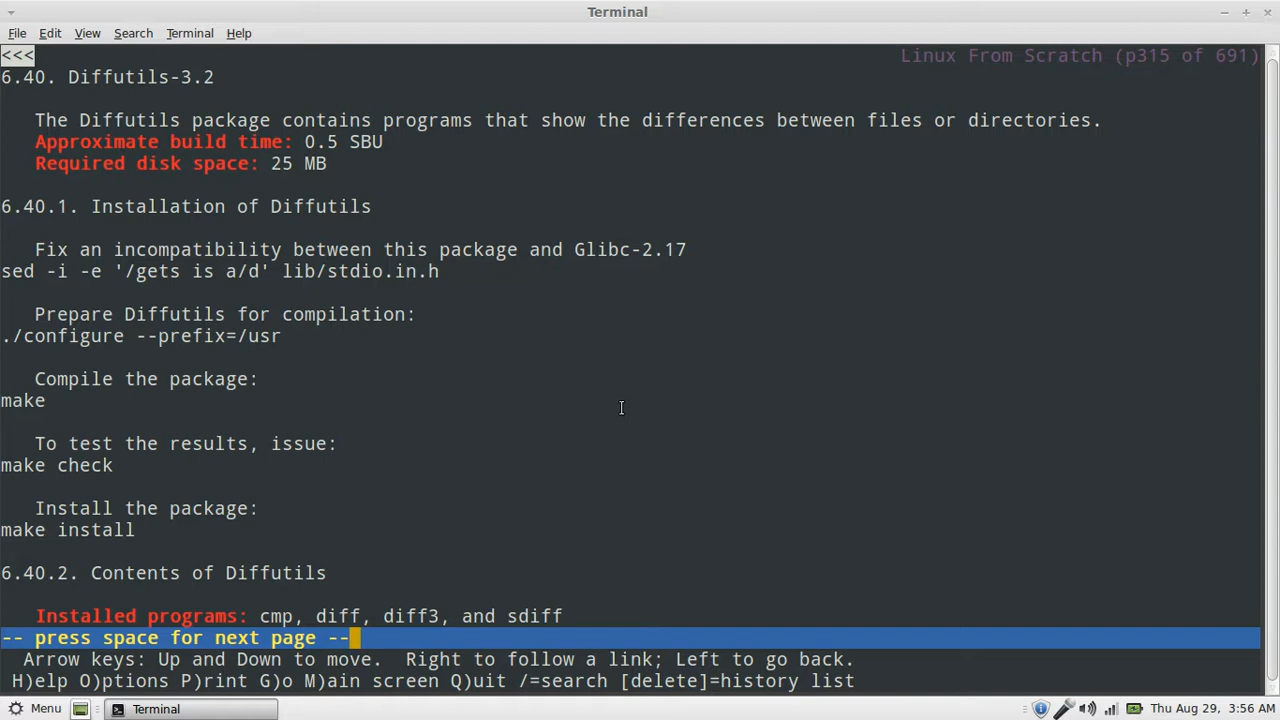 Terminal
File Edit View Search Terminal Help
<<< Linux From Scratch (p315 of 691)
6.40. Diffutils-3.2
The Diffutils package contains programs that show the differences between files or directories.
Approximate build time: 0.5 SBU
Required disk space: 25 MB
6.40.1. Installation of Diffutils
Fix an incompatibility between this package and Glibc-2.17
sed -i -e '/gets is a/d' lib/stdio.in.h
Prepare Diffutils for compilation:
./configure --prefix=/usr
Compile the package:
make
To test the results, issue:
make check
Install the package:
make install
6.40.2. Contents of Diffutils
Installed programs: cmp, diff, diff3, and sdiff
-- press space for next page --
Arrow keys: Up and Down to move.  Right to follow a link; Left to go back.
H)elp O)ptions P)rint G)o M)ain screen Q)uit /=search [delete]=history list
Menu Terminal Thu Aug 29, 3:56 AM